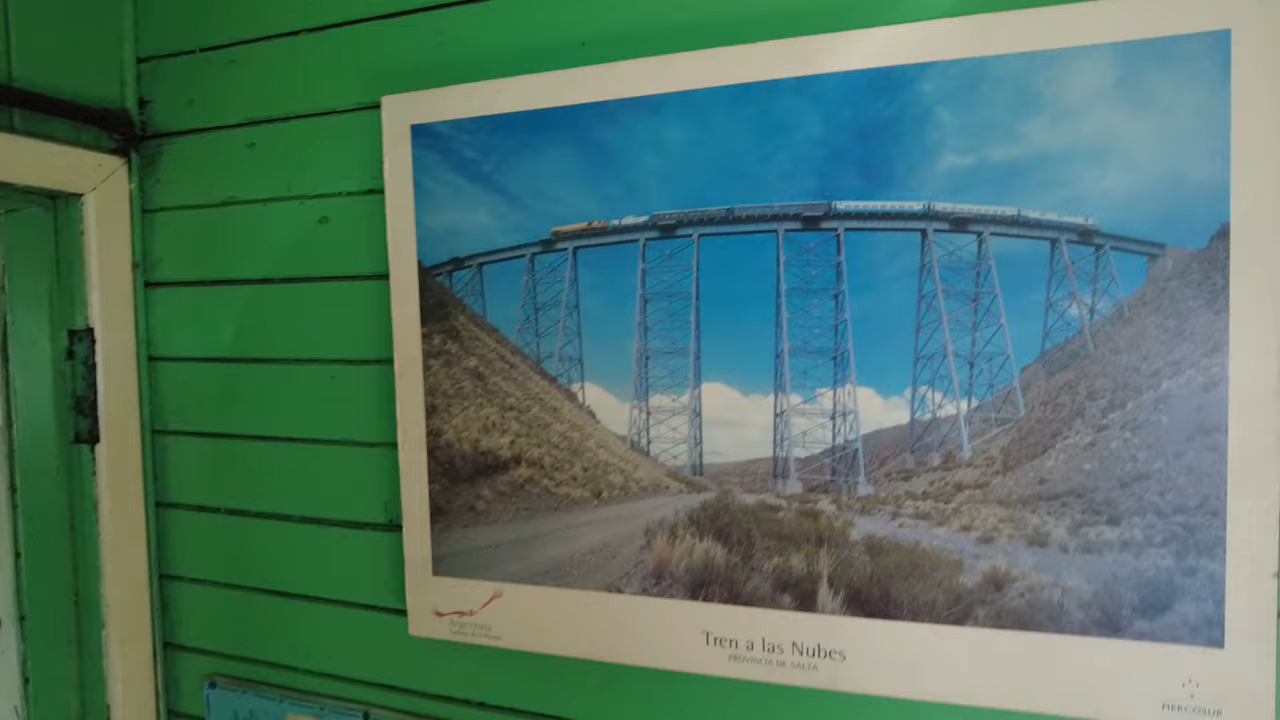 Tren a las Nubes
PROVINCIA DE SALTA
Argentina
MERCOSUR